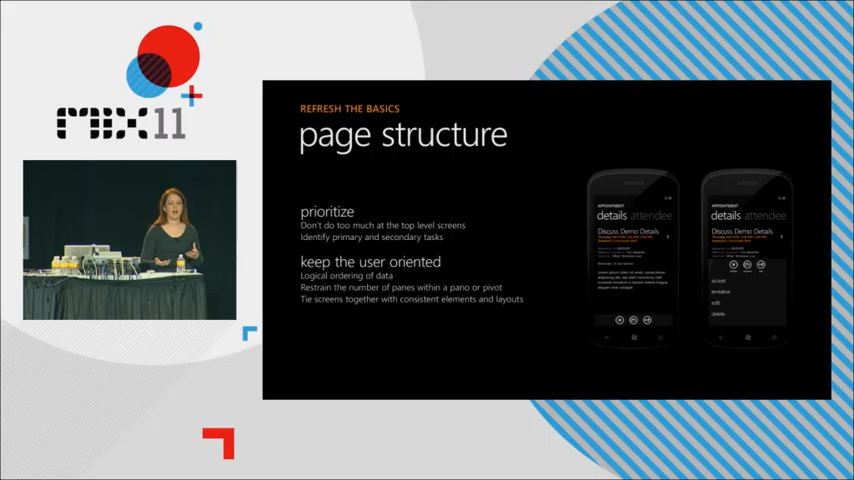 MIX11
REFRESH THE BASICS
page structure
prioritize
Don't do too much at the top level screens
Identify primary and secondary tasks
keep the user oriented
Logical ordering of data
Restrain the number of panes within a pano or pivot
Tie screens together with consistent elements and layouts
APPOINTMENT
details attendee
Discuss Demo Details
APPOINTMENT
details attendee
Discuss Demo Details
accept
tentative
edit
delete